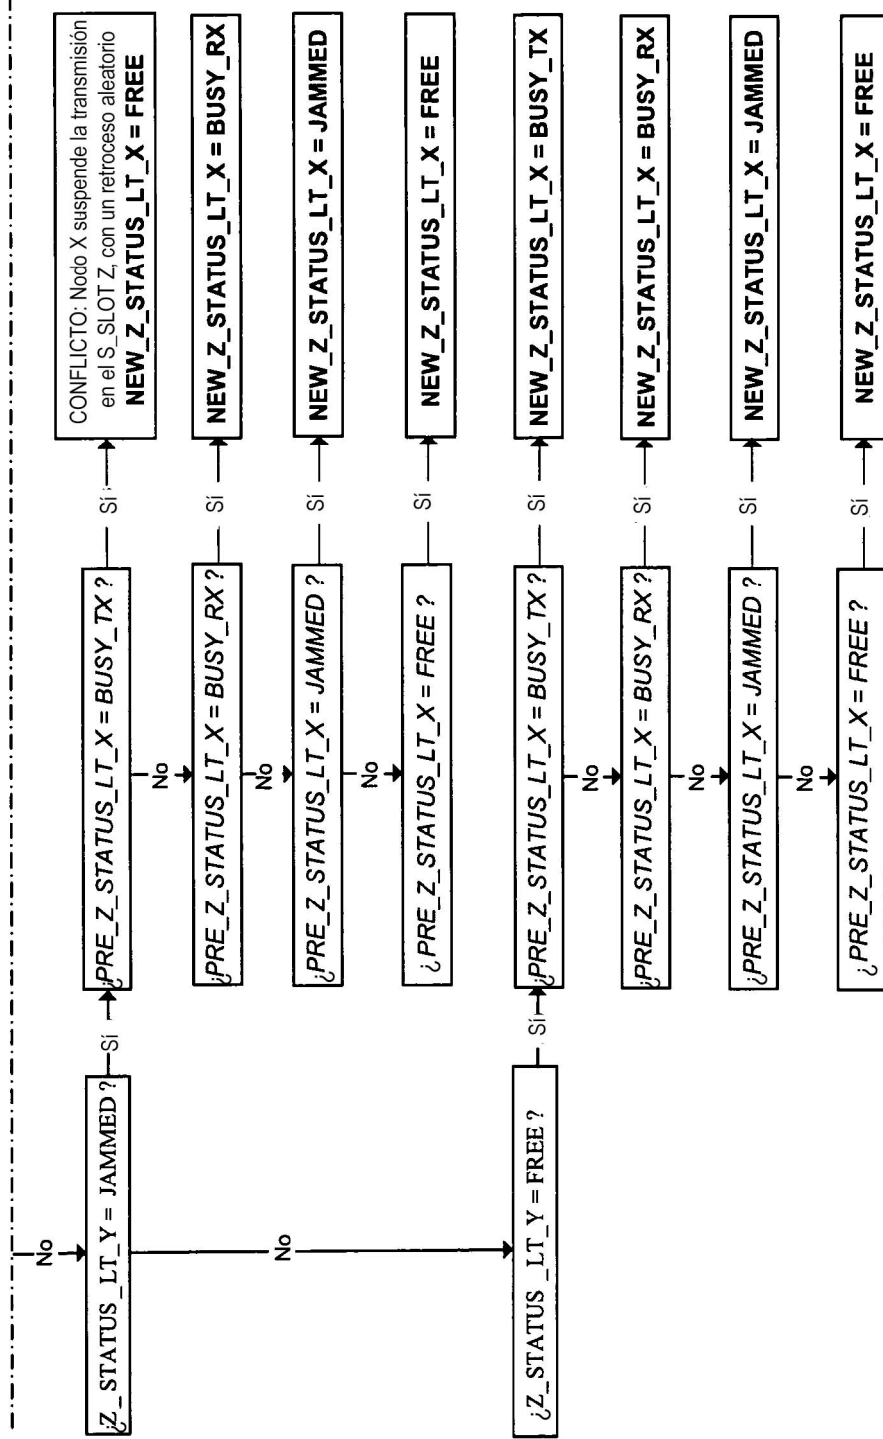 No
¿Z_STATUS_LT_Y = JAMMED?
Sí
¿PRE_Z_STATUS_LT_X = BUSY_TX?
Sí
CONFLICTO: Nodo X suspende la transmisión
en el S_SLOT Z, con un retroceso aleatorio
NEW_Z_STATUS_LT_X = FREE
No
¿PRE_Z_STATUS_LT_X = BUSY_RX?
Sí
NEW_Z_STATUS_LT_X = BUSY_RX
No
¿PRE_Z_STATUS_LT_X = JAMMED?
Sí
NEW_Z_STATUS_LT_X = JAMMED
No
¿PRE_Z_STATUS_LT_X = FREE?
Sí
NEW_Z_STATUS_LT_X = FREE
No
¿Z_STATUS_LT_Y = FREE?
Sí
¿PRE_Z_STATUS_LT_X = BUSY_TX?
Sí
NEW_Z_STATUS_LT_X = BUSY_TX
No
¿PRE_Z_STATUS_LT_X = BUSY_RX?
Sí
NEW_Z_STATUS_LT_X = BUSY_RX
No
¿PRE_Z_STATUS_LT_X = JAMMED?
Sí
NEW_Z_STATUS_LT_X = JAMMED
No
¿PRE_Z_STATUS_LT_X = FREE?
Sí
NEW_Z_STATUS_LT_X = FREE